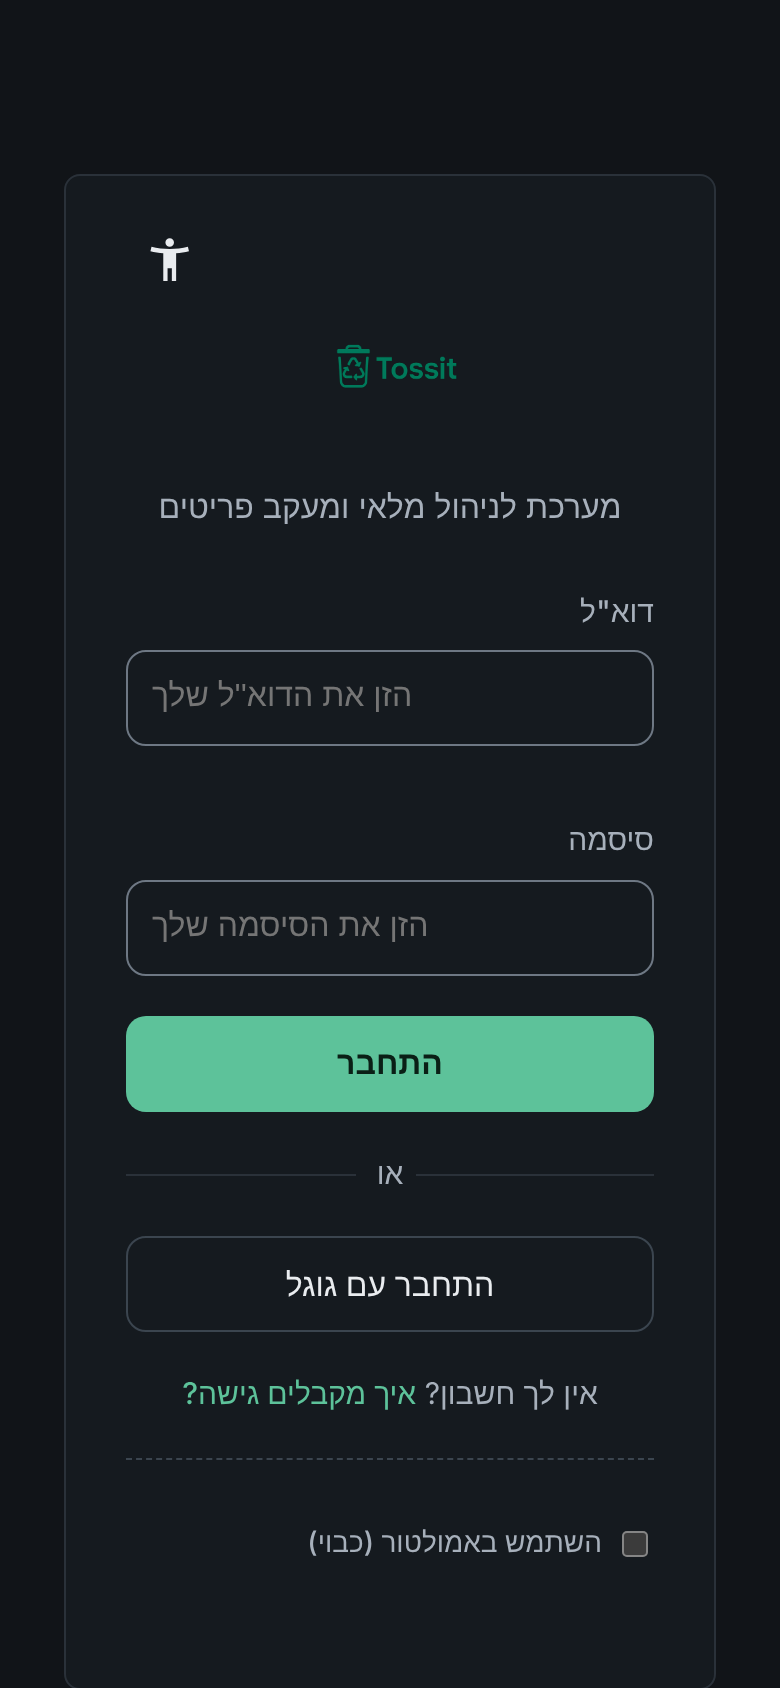 Tossit
מערכת לניהול מלאי ומעקב פריטים
דוא"ל
הזן את הדוא"ל שלך
סיסמה
הזן את הסיסמה שלך
התחבר
או
התחבר עם גוגל
אין לך חשבון? איך מקבלים גישה?
השתמש באמולטור (כבוי)